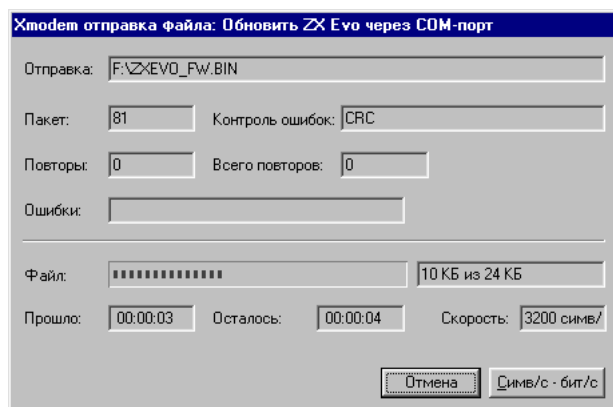 Xmodem отправка файла: Обновить ZX Evo через COM-порт
Отправка: F:\ZXEVO_FW.BIN
Пакет: 81 Контроль ошибок: CRC
Повторы: 0 Всего повторов: 0
Ошибки:
Файл: 10 КБ из 24 КБ
Прошло: 00:00:03 Осталось: 00:00:04 Скорость: 3200 симв/
Отмена Симв/с - бит/с